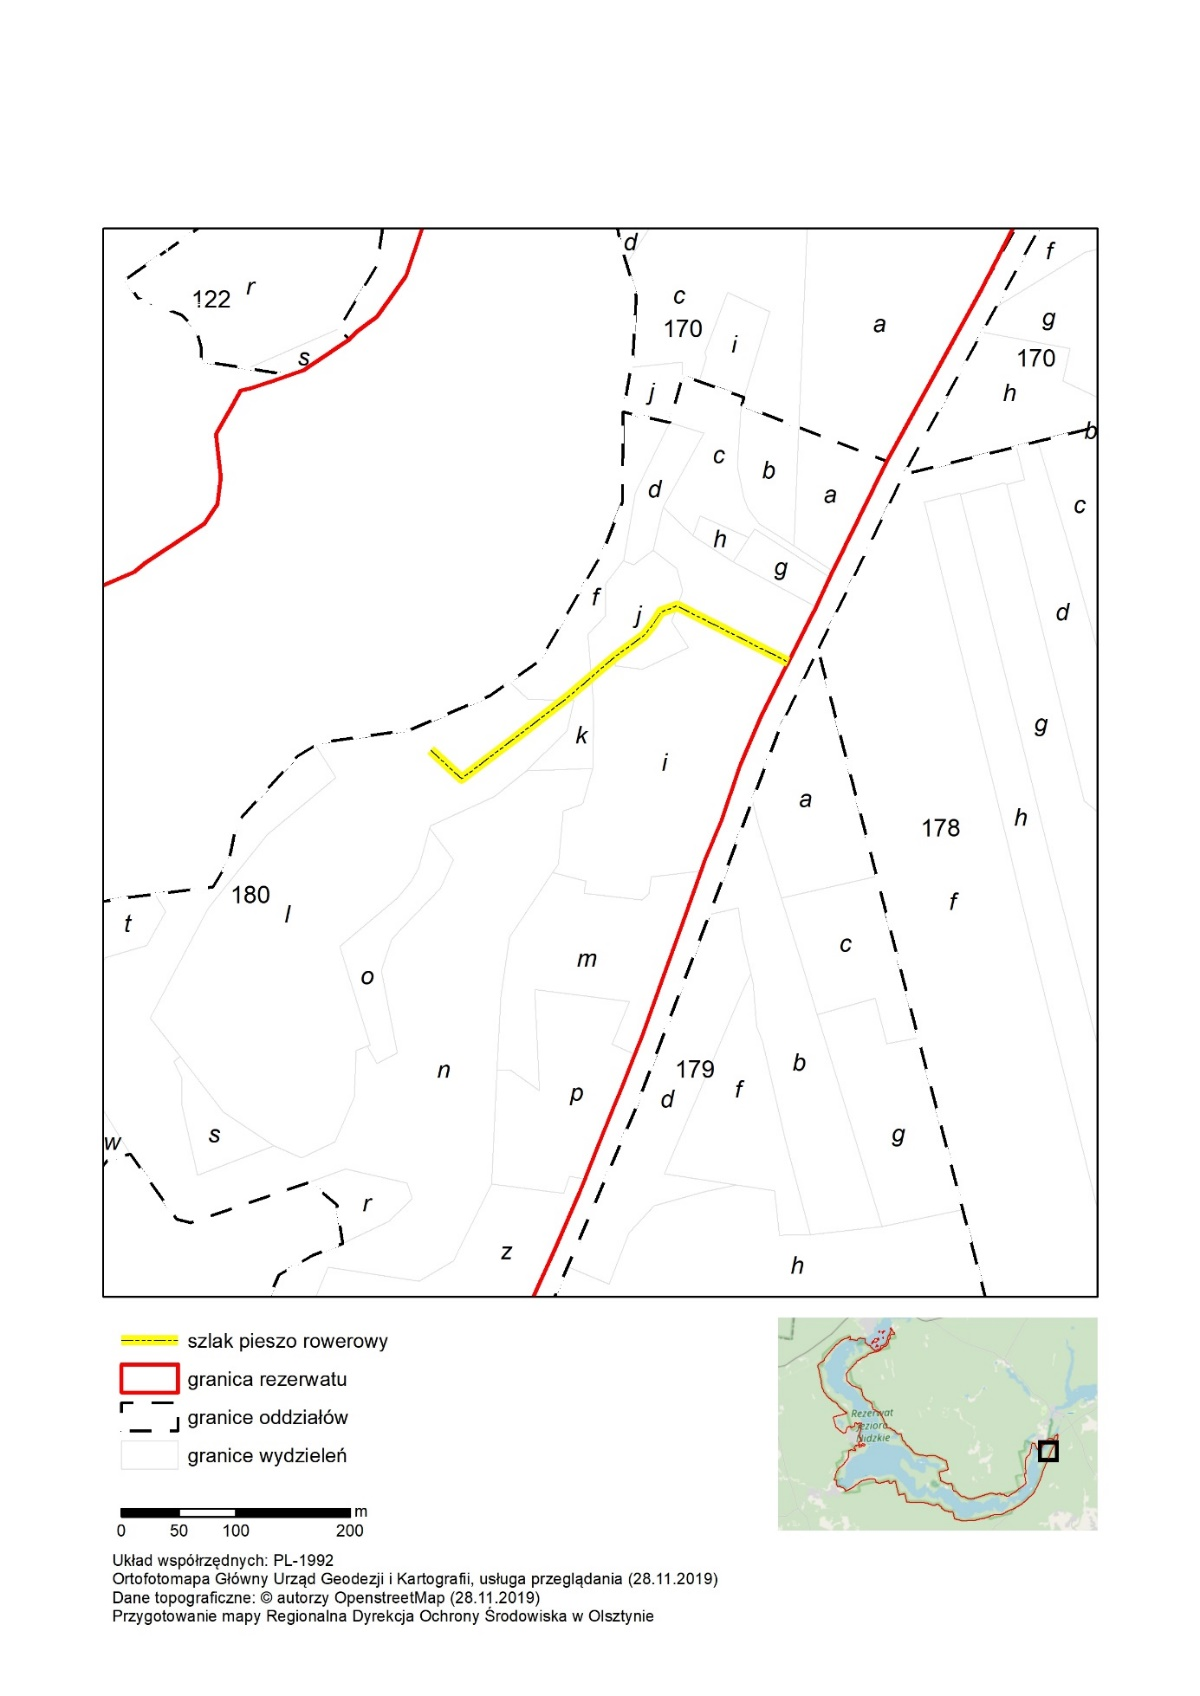 d
f
122
r
c
170
i
a
g
170
h
s
j
b
c
b
a
d
c
h
g
f
j
d
k
i
g
a
178
h
180
l
t
f
c
o
m
n
179
d
f
b
p
s
w
g
r
z
h
szlak pieszo rowerowy
granica rezerwatu
granice oddziałów
granice wydzieleń
m
0 50 100 200
Rezerwat
Jezioro
Nidzkie
Układ współrzędnych: PL-1992
Ortofotomapa Główny Urząd Geodezji i Kartografii, usługa przeglądania (28.11.2019)
Dane topograficzne: © autorzy OpenstreetMap (28.11.2019)
Przygotowanie mapy Regionalna Dyrekcja Ochrony Środowiska w Olsztynie